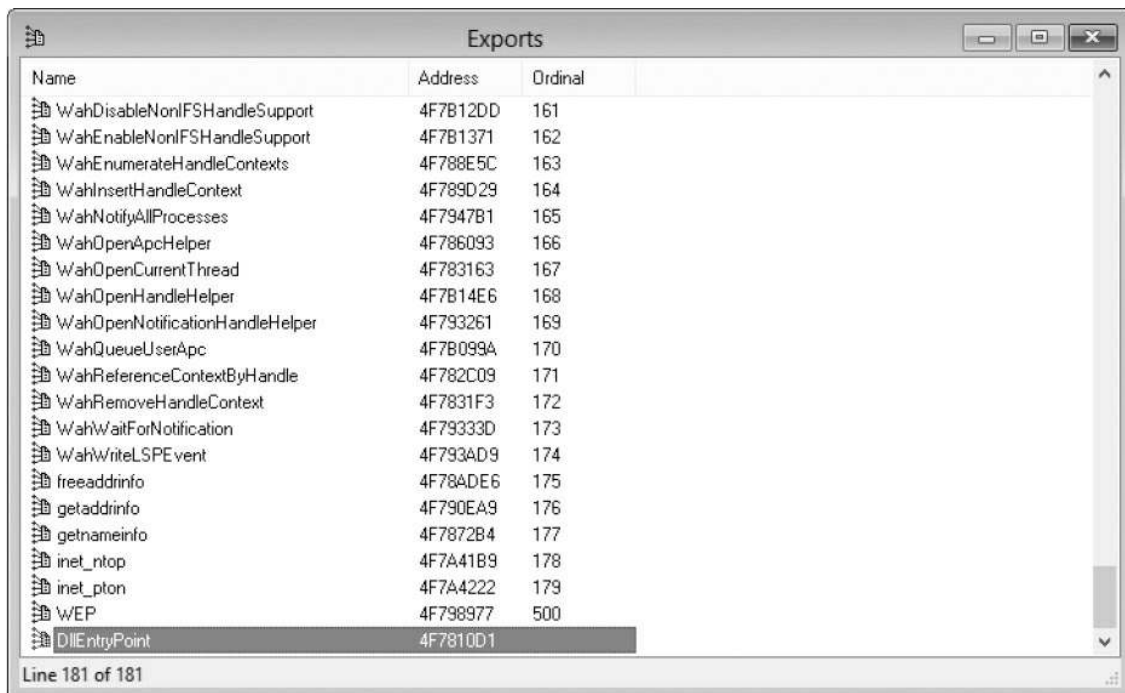 Exports
Name Address Ordinal
WahDisableNonIFSHandleSupport 4F7B12DD 161
WahEnableNonIFSHandleSupport 4F7B1371 162
WahEnumerateHandleContexts 4F788E5C 163
WahInsertHandleContext 4F789D29 164
WahNotifyAllProcesses 4F7947B1 165
WahOpenApcHelper 4F786093 166
WahOpenCurrentThread 4F783163 167
WahOpenHandleHelper 4F7B14E6 168
WahOpenNotificationHandleHelper 4F793261 169
WahQueueUserApc 4F7B099A 170
WahReferenceContextByHandle 4F782C09 171
WahRemoveHandleContext 4F7831F3 172
WahWaitForNotification 4F79333D 173
WahWriteLSPEvent 4F793AD9 174
freeaddrinfo 4F78ADE6 175
getaddrinfo 4F790EA9 176
getnameinfo 4F7872B4 177
inet_ntop 4F7A41B9 178
inet_pton 4F7A4222 179
WEP 4F798977 500
DllEntryPoint 4F7810D1
Line 181 of 181